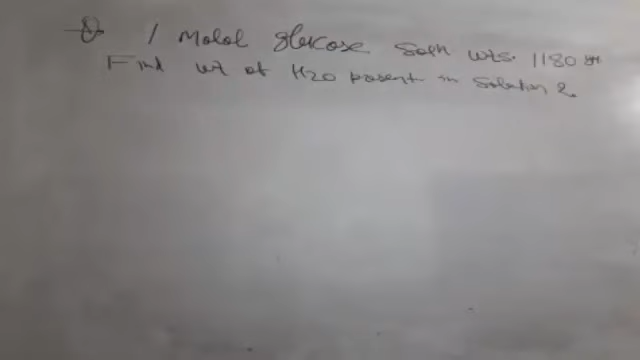 Q 1 Molal glucose Soln wts. 1180 gm
Find wt of H2O present in Solution ?